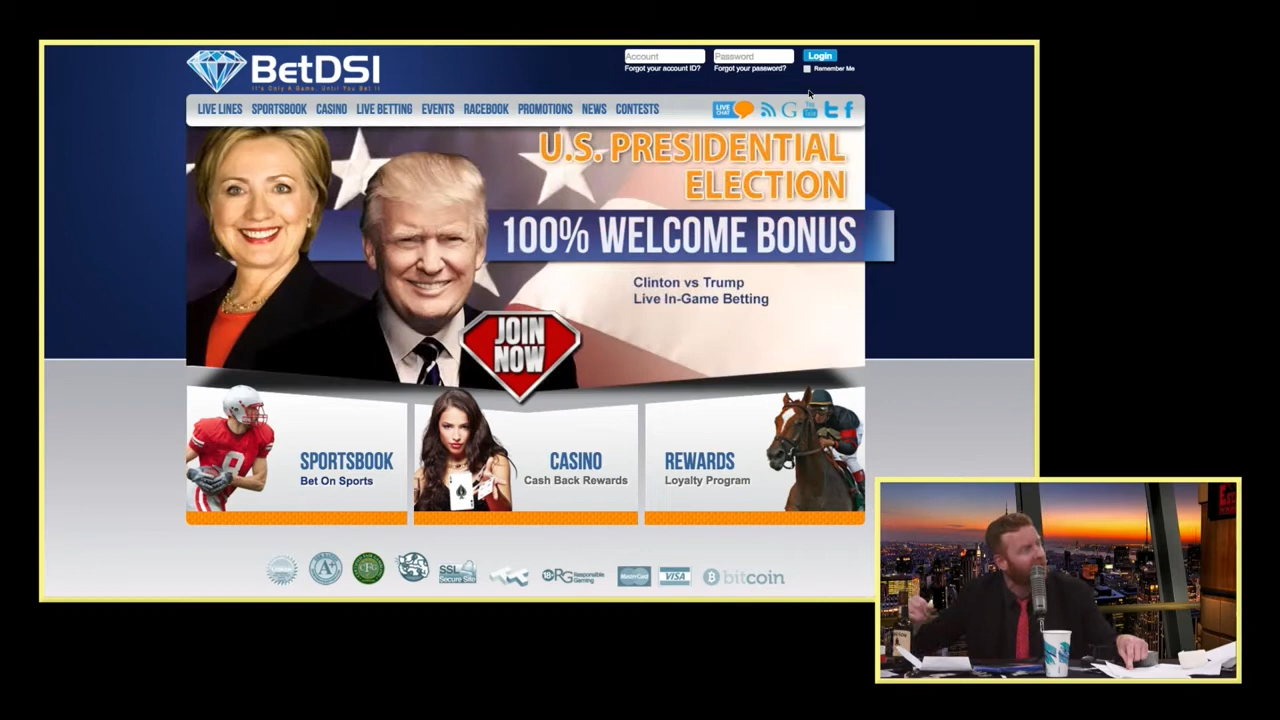 BetDSI
It's Only A Game, Until You Bet It
Account
Password
Login
Forgot your account ID?
Forgot your password?
Remember Me
LIVE LINES SPORTSBOOK CASINO LIVE BETTING EVENTS RACEBOOK PROMOTIONS NEWS CONTESTS
LIVE
CHAT
U.S. PRESIDENTIAL
ELECTION
100% WELCOME BONUS
Clinton vs Trump
Live In-Game Betting
JOIN
NOW
SPORTSBOOK
Bet On Sports
CASINO
Cash Back Rewards
REWARDS
Loyalty Program
SSL
Secure Site
RG Responsible
Gaming
MasterCard
VISA
bitcoin